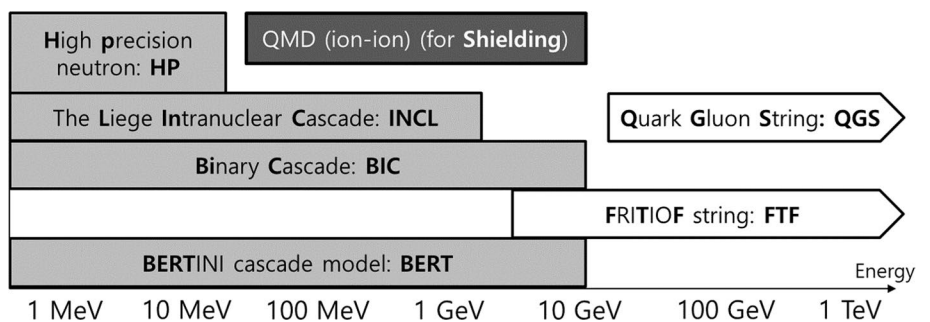 High precision
neutron: HP
QMD (ion-ion) (for Shielding)
The Liege Intranuclear Cascade: INCL
Quark Gluon String: QGS
Binary Cascade: BIC
FRITIOF string: FTF
BERTINI cascade model: BERT
Energy
1 MeV 10 MeV 100 MeV 1 GeV 10 GeV 100 GeV 1 TeV